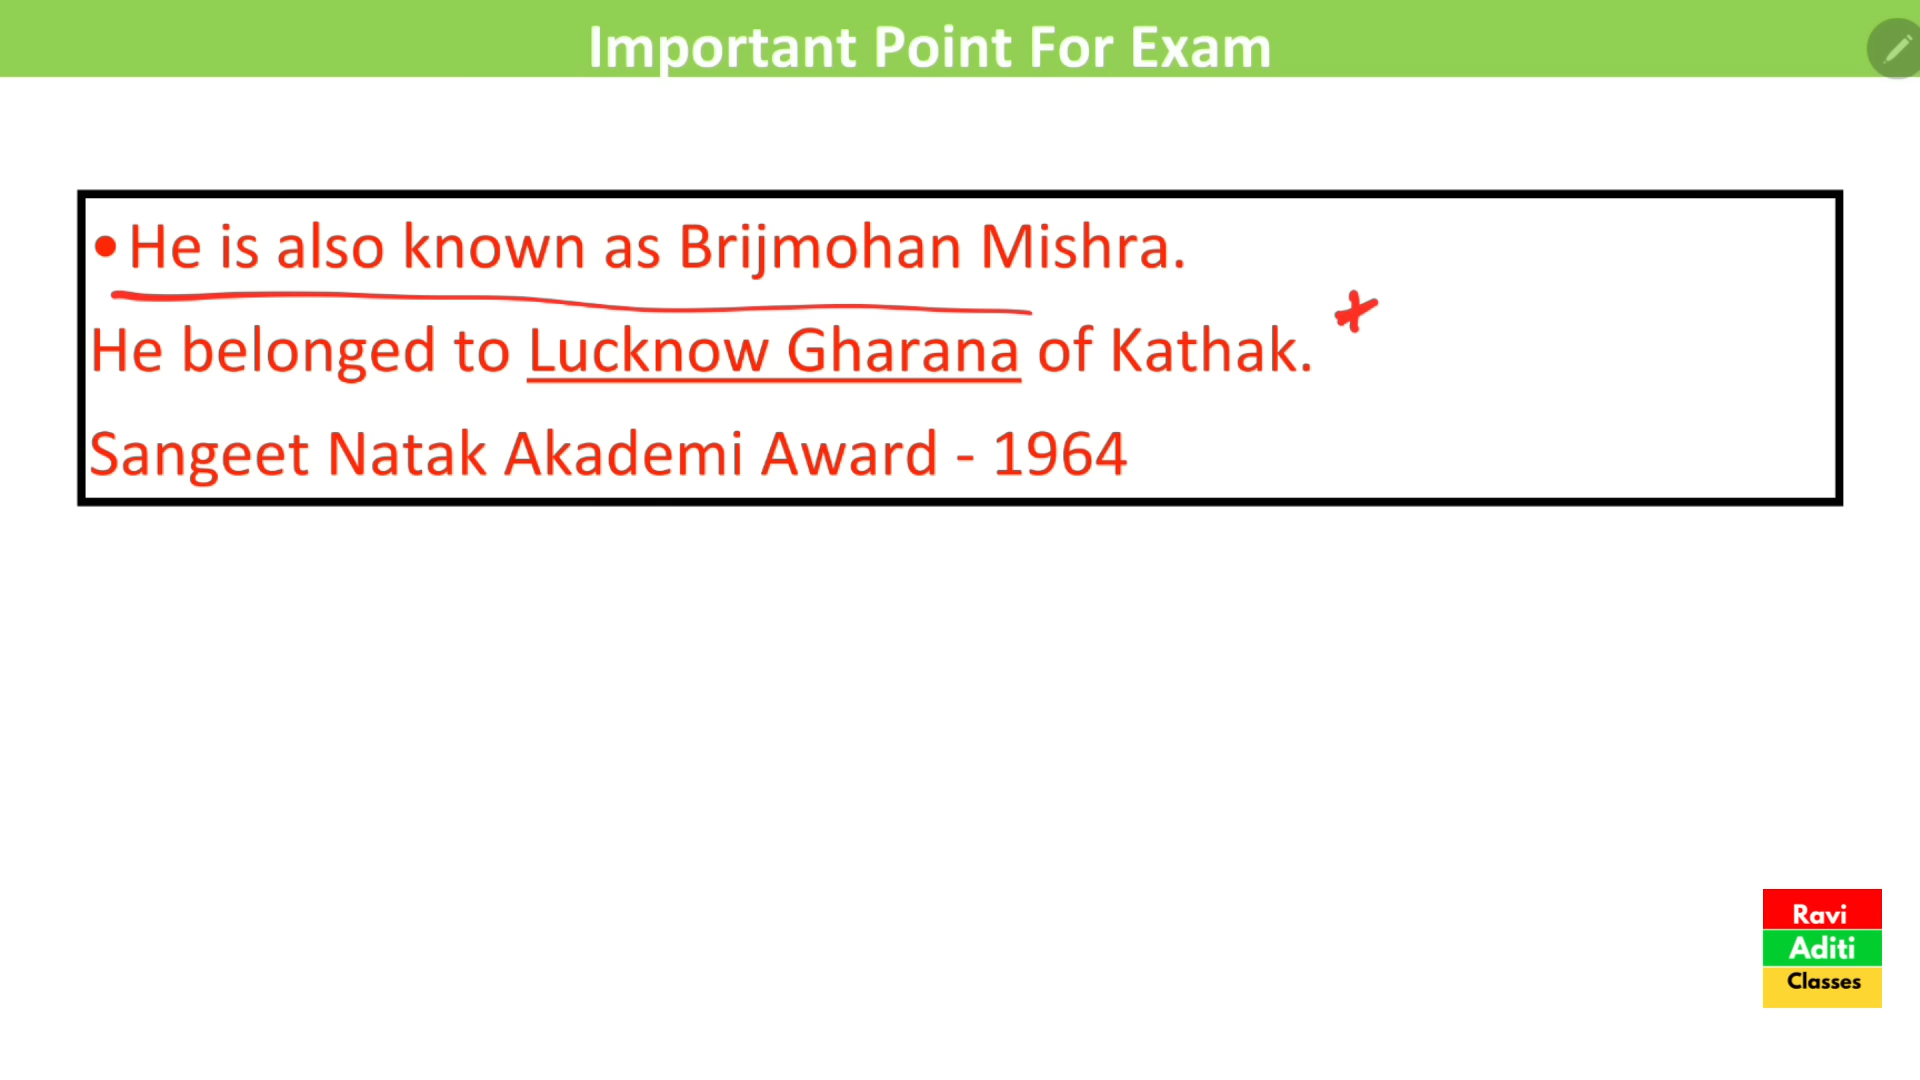 Important Point For Exam
•He is also known as Brijmohan Mishra.
He belonged to Lucknow Gharana of Kathak.
Sangeet Natak Akademi Award - 1964
Ravi
Aditi
Classes